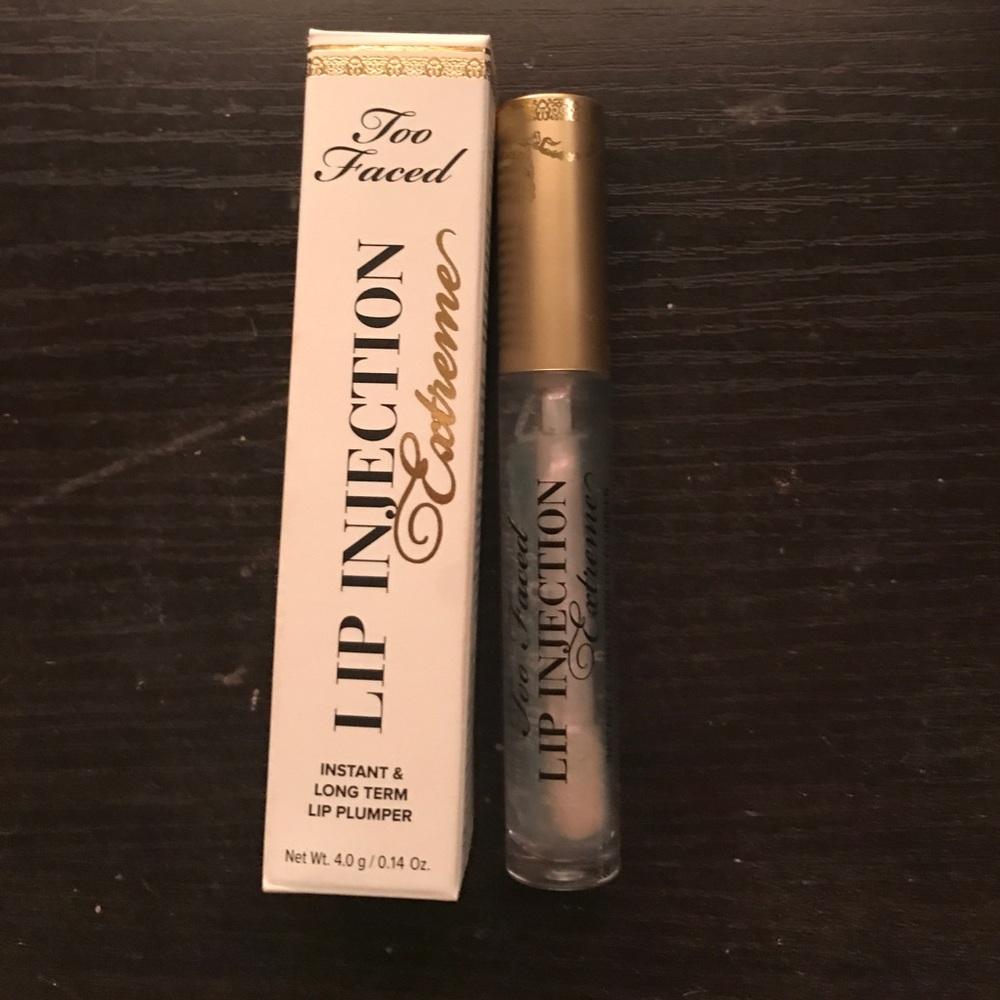 Too
Faced
LIP INJECTION
Extreme
INSTANT &
LONG TERM
LIP PLUMPER
Net Wt. 4.0 g / 0.14 Oz.
Too Faced
LIP INJECTION
Extreme